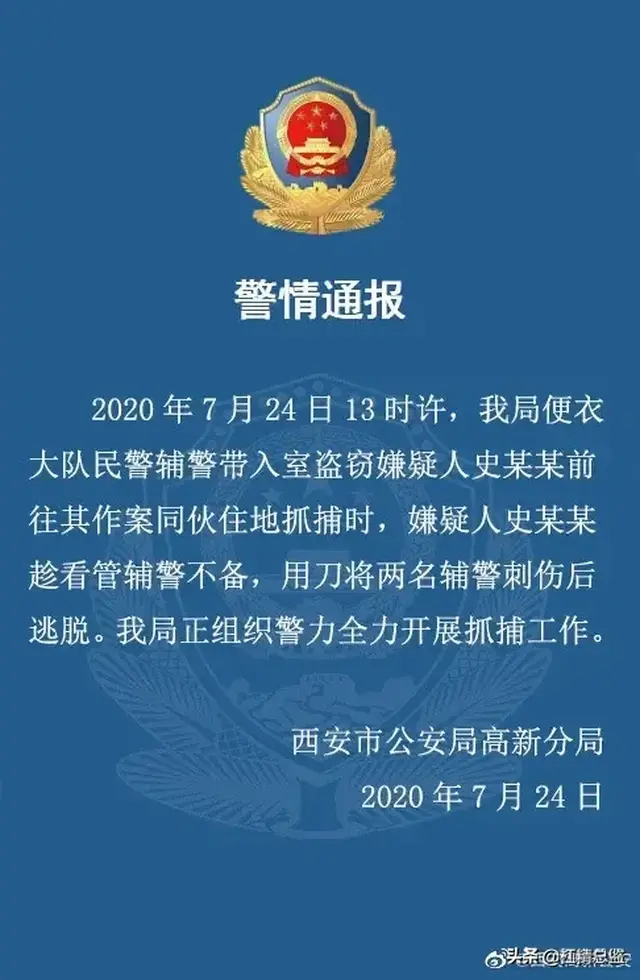 警情通报
2020 年 7 月 24 日 13 时许，我局便衣
大队民警辅警带入室盗窃嫌疑人史某某前
往其作案同伙住地抓捕时，嫌疑人史某某
趁看管辅警不备，用刀将两名辅警刺伤后
逃脱。我局正组织警力全力开展抓捕工作。
西安市公安局高新分局
2020 年 7 月 24 日
头条 @杠精总监